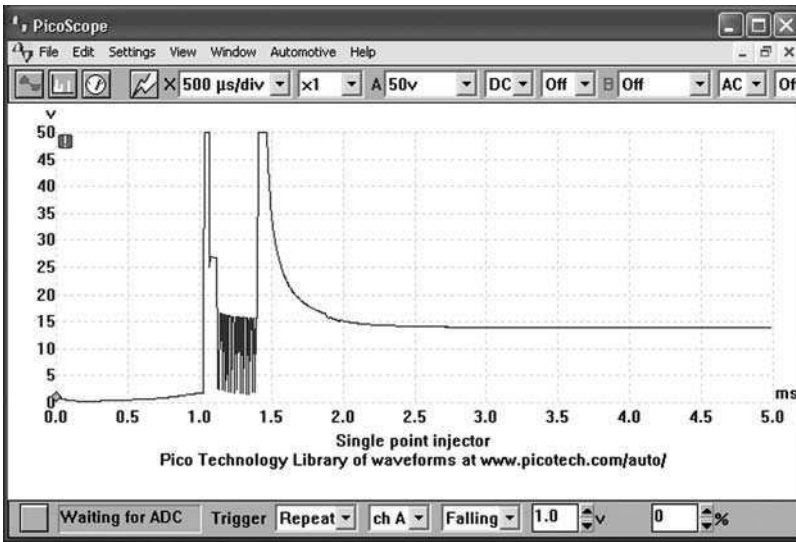 PicoScope
File Edit Settings View Window Automotive Help
X 500 µs/div x1 A 50v DC Off B Off AC Of
v
50
45
40
35
30
25
20
15
10
5
0
0.0 0.5 1.0 1.5 2.0 2.5 3.0 3.5 4.0 4.5 5.0
ms
Single point injector
Pico Technology Library of waveforms at www.picotech.com/auto/
Waiting for ADC Trigger Repeat ch A Falling 1.0 v 0 %